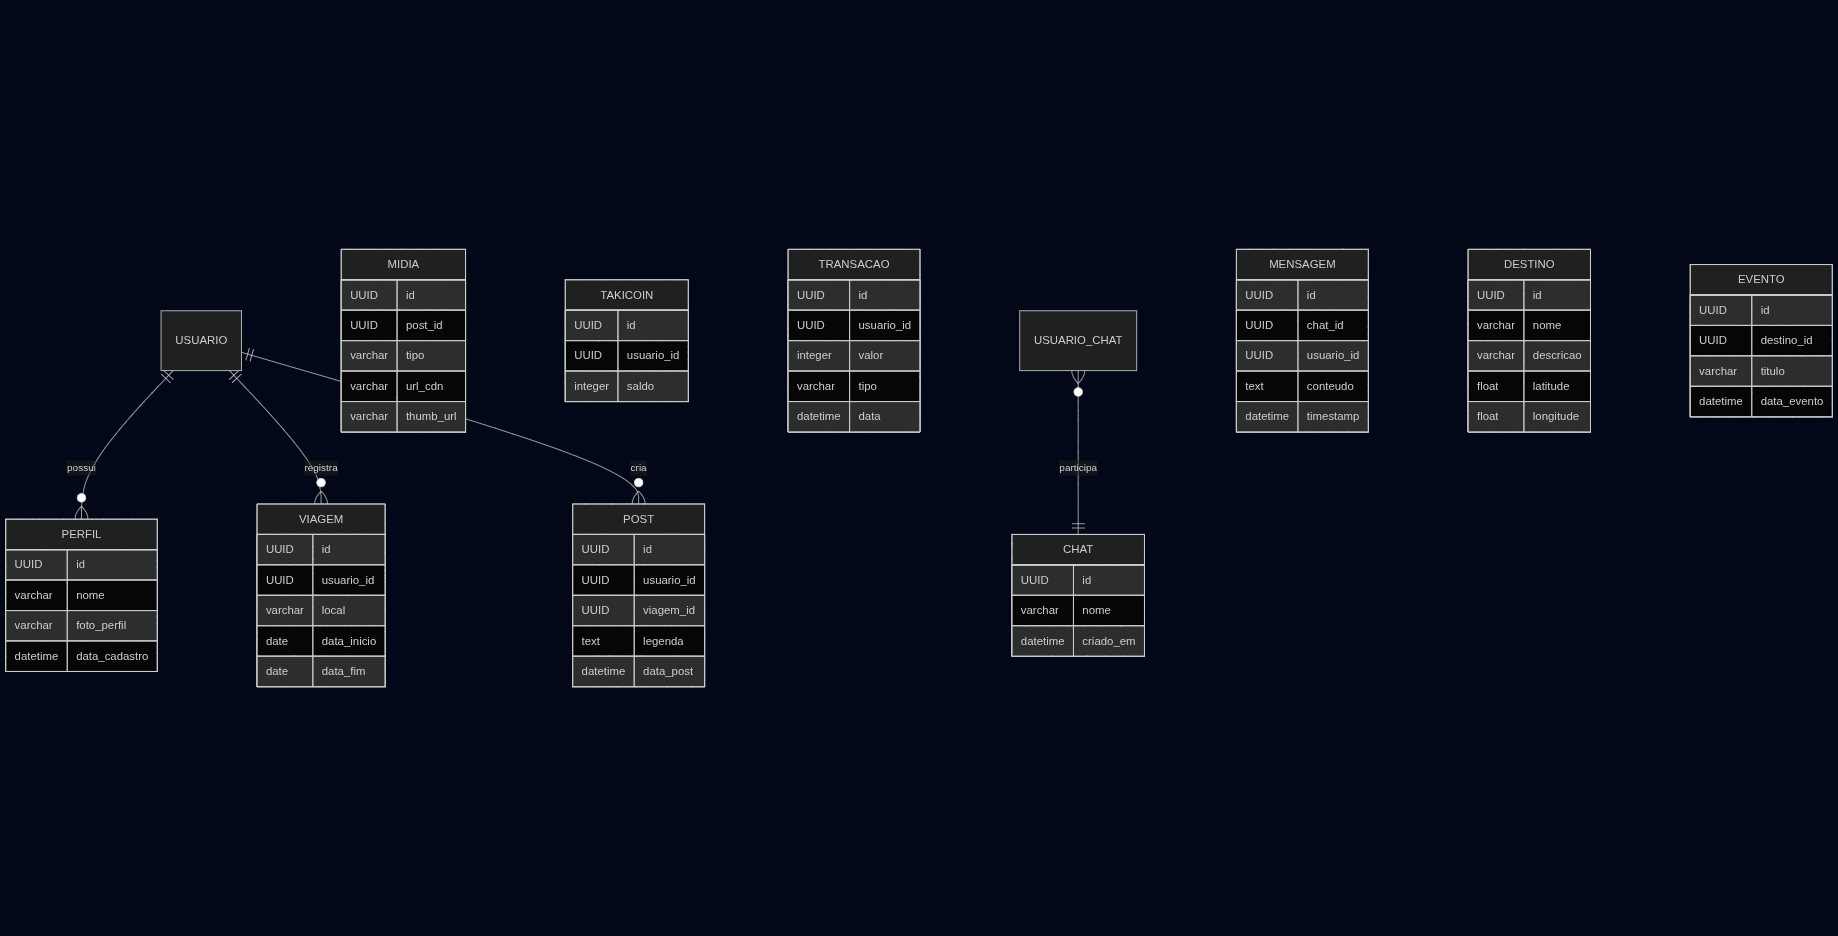 USUARIO
MIDIA
UUID id
UUID post_id
varchar tipo
varchar url_cdn
varchar thumb_url
TAKICOIN
UUID id
UUID usuario_id
integer saldo
TRANSACAO
UUID id
UUID usuario_id
integer valor
varchar tipo
datetime data
USUARIO_CHAT
MENSAGEM
UUID id
UUID chat_id
UUID usuario_id
text conteudo
datetime timestamp
DESTINO
UUID id
varchar nome
varchar descricao
float latitude
float longitude
EVENTO
UUID id
UUID destino_id
varchar titulo
datetime data_evento
possui
registra
cria
participa
PERFIL
UUID id
varchar nome
varchar foto_perfil
datetime data_cadastro
VIAGEM
UUID id
UUID usuario_id
varchar local
date data_inicio
date data_fim
POST
UUID id
UUID usuario_id
UUID viagem_id
text legenda
datetime data_post
CHAT
UUID id
varchar nome
datetime criado_em